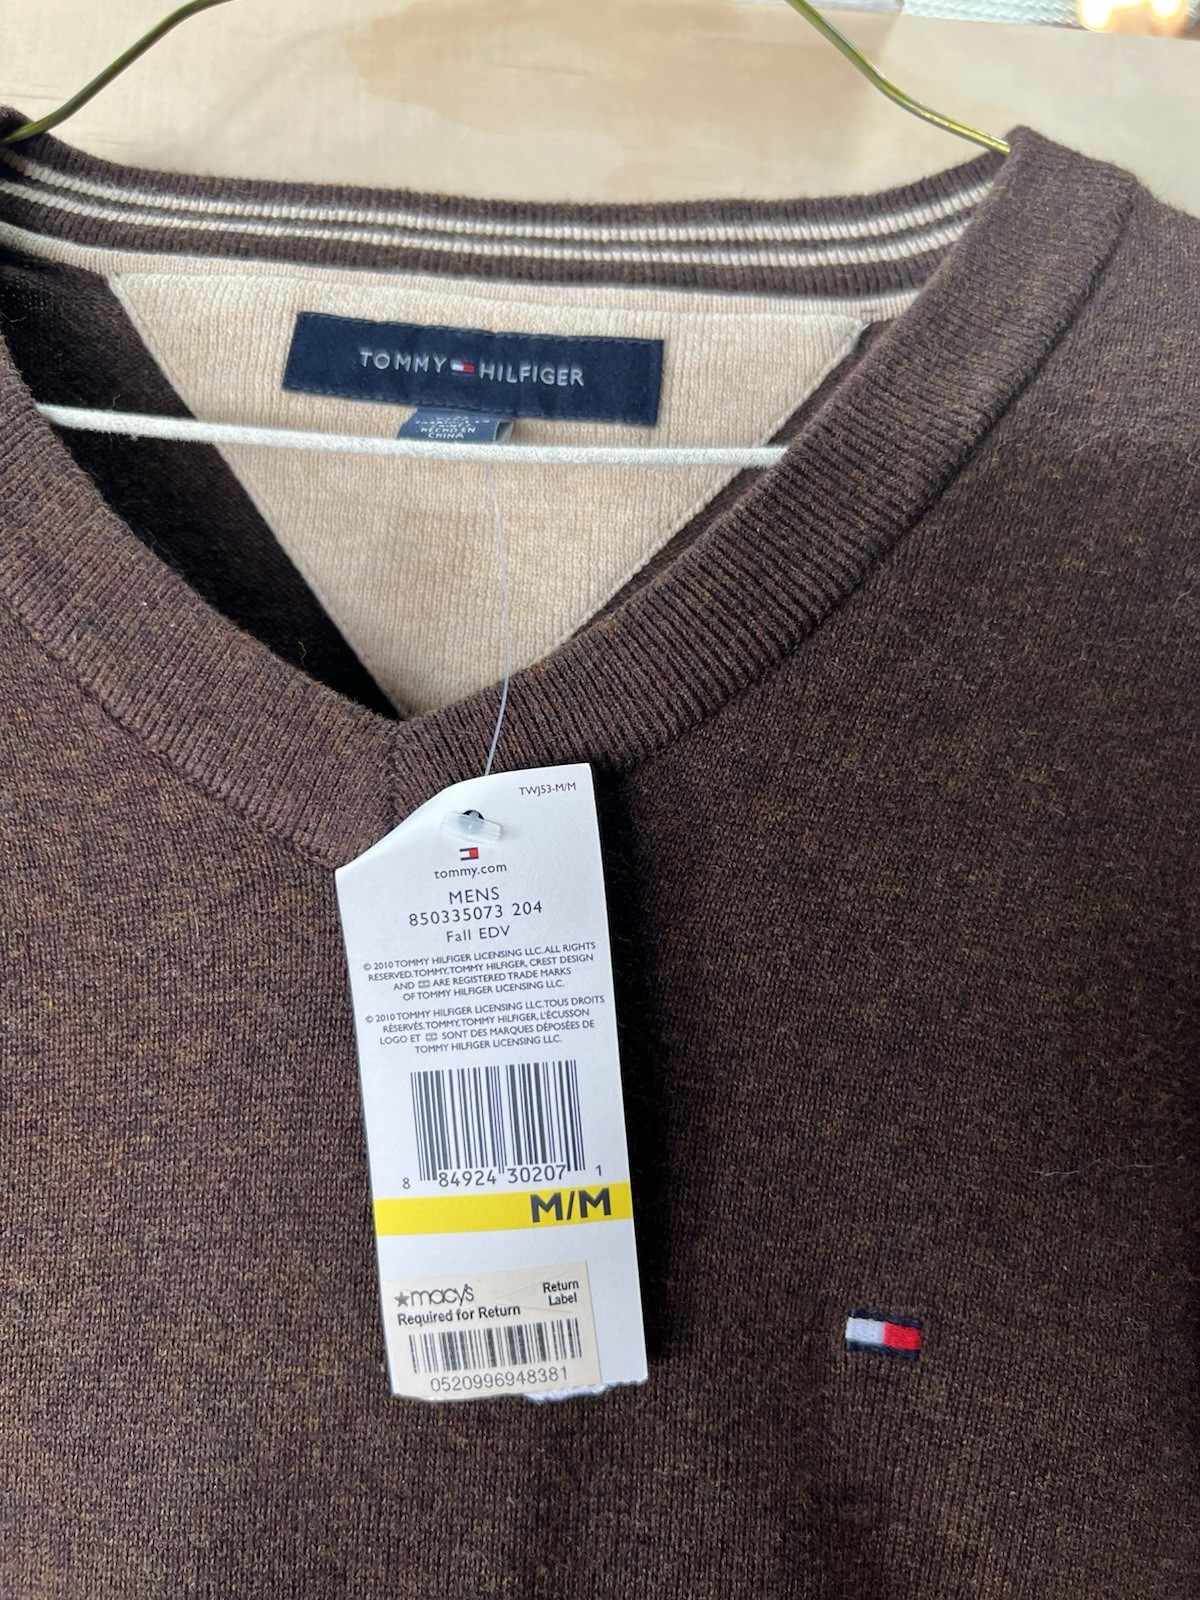 TOMMY HILFIGER
HECHO EN
CHINA
TWJ53-M/M
tommy.com
MENS
850335073 204
Fall EDV
© 2010 TOMMY HILFIGER LICENSING LLC. ALL RIGHTS
RESERVED. TOMMY, TOMMY HILFIGER, CREST DESIGN
AND ARE REGISTERED TRADE MARKS
OF TOMMY HILFIGER LICENSING LLC.
© 2010 TOMMY HILFIGER LICENSING LLC. TOUS DROITS
RÉSERVÉS. TOMMY, TOMMY HILFIGER, L'ÉCUSSON
LOGO ET SONT DES MARQUES DÉPOSÉES DE
TOMMY HILFIGER LICENSING LLC.
8 84924 30207 1
M/M
★macy's Return
Label
Required for Return
0520996948381